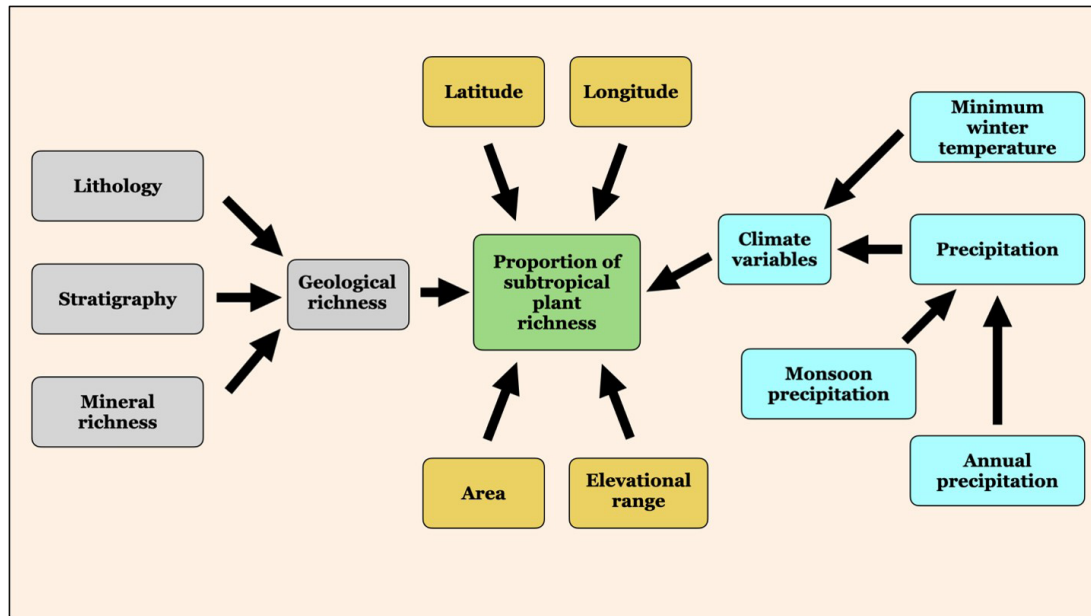 Latitude
Longitude
Minimum
winter
temperature
Lithology
Proportion of
subtropical
plant
richness
Climate
variables
Precipitation
Stratigraphy
Geological
richness
Monsoon
precipitation
Mineral
richness
Area
Elevational
range
Annual
precipitation